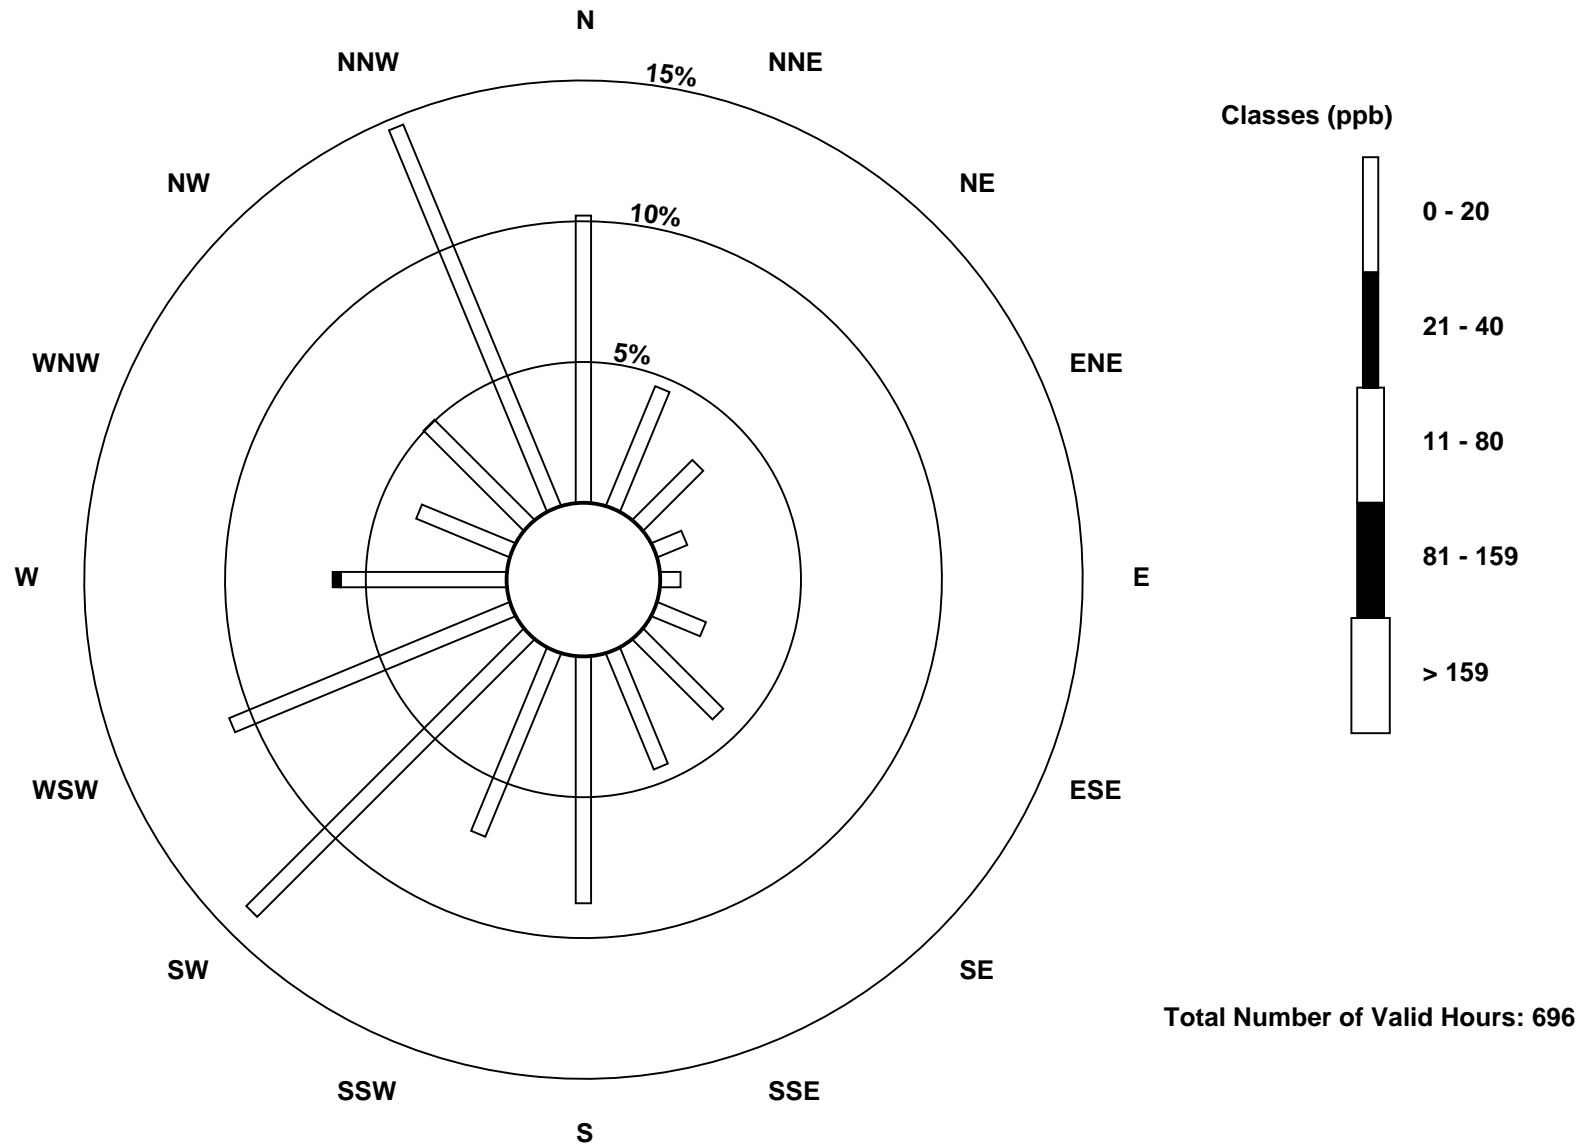 N
NNW
NNE
15%
Classes (ppb)
NW
NE
0 - 20
10%
21 - 40
5%
WNW
ENE
11 - 80
81 - 159
W
E
> 159
WSW
ESE
SW
SE
Total Number of Valid Hours: 696
SSW
SSE
S